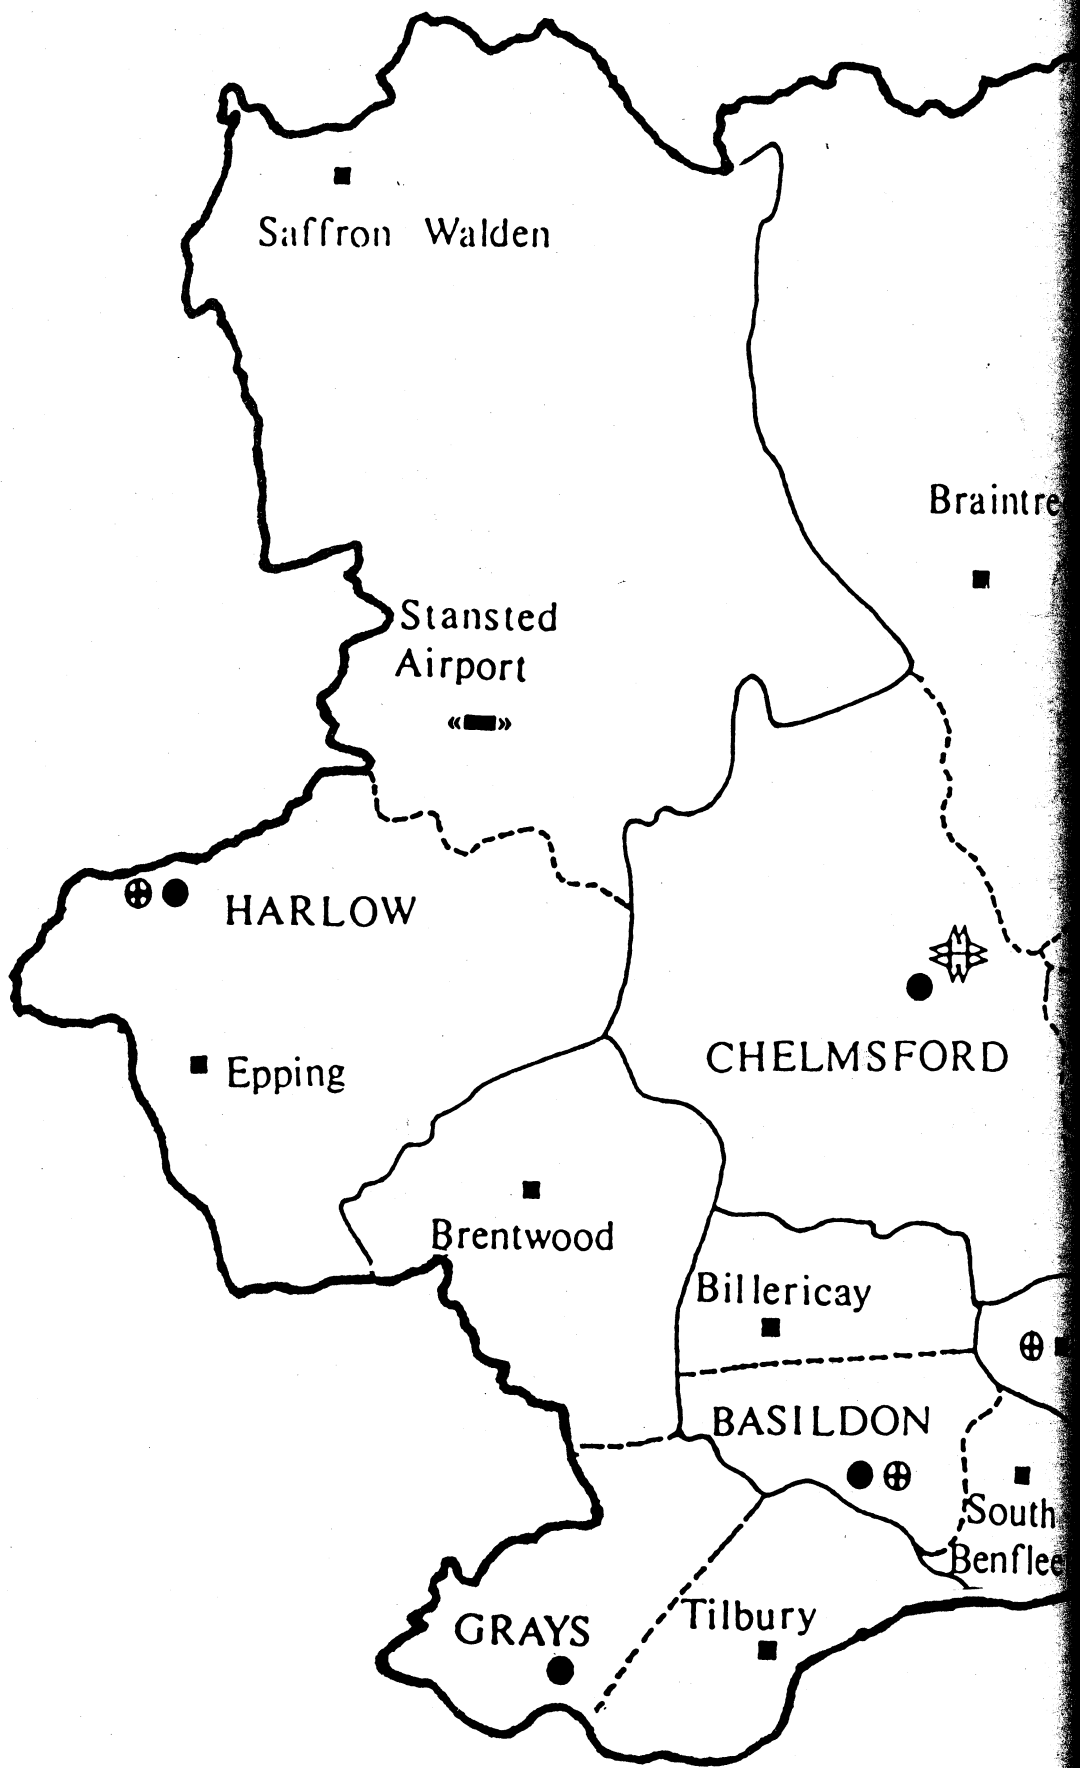 Saffron Walden
Braintre
Stansted
Airport
HARLOW
CHELMSFORD
Epping
Brentwood
Billericay
BASILDON
South
Benflee
GRAYS
Tilbury